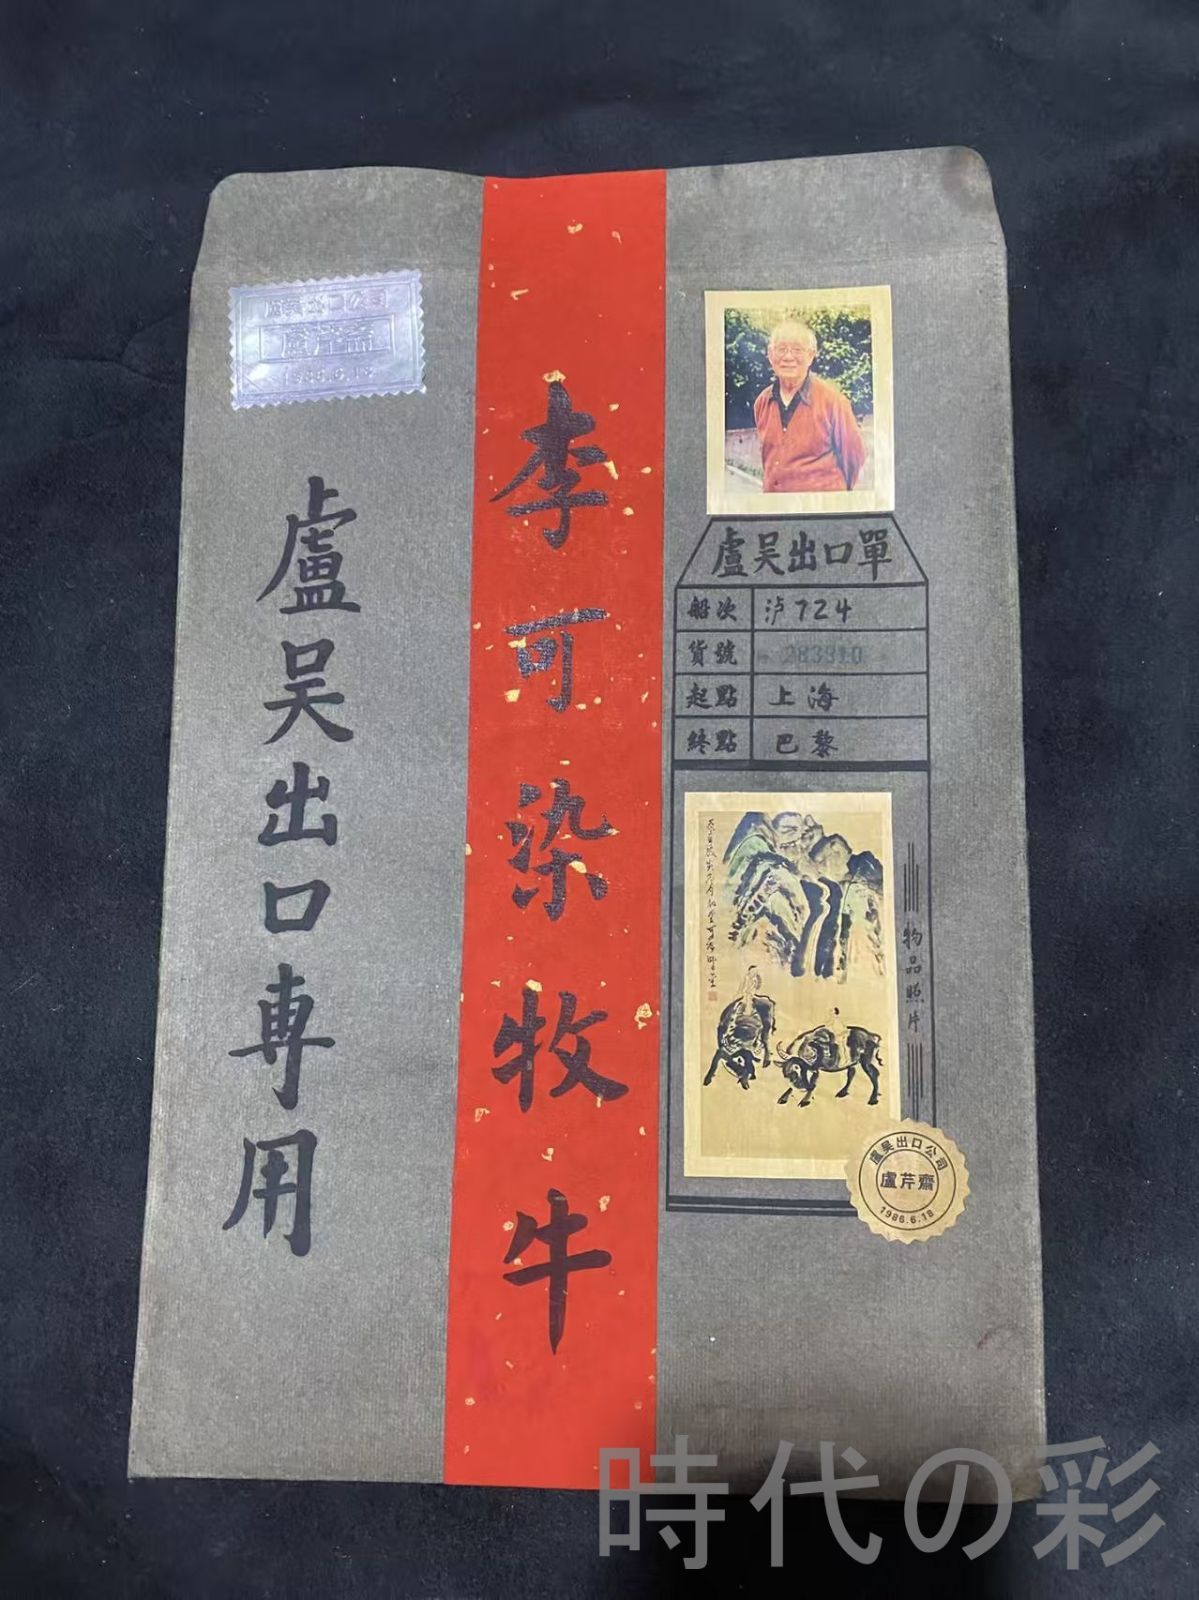 盧吴出口公司
盧芹齋
1986.6.18
盧吴出口專用
李可染牧牛
盧吴出口單
船次 泸724
貨號 283910
起點 上海
終點 巴黎
物品照片
盧吴出口公司
盧芹齋
1986.6.18
時代の彩